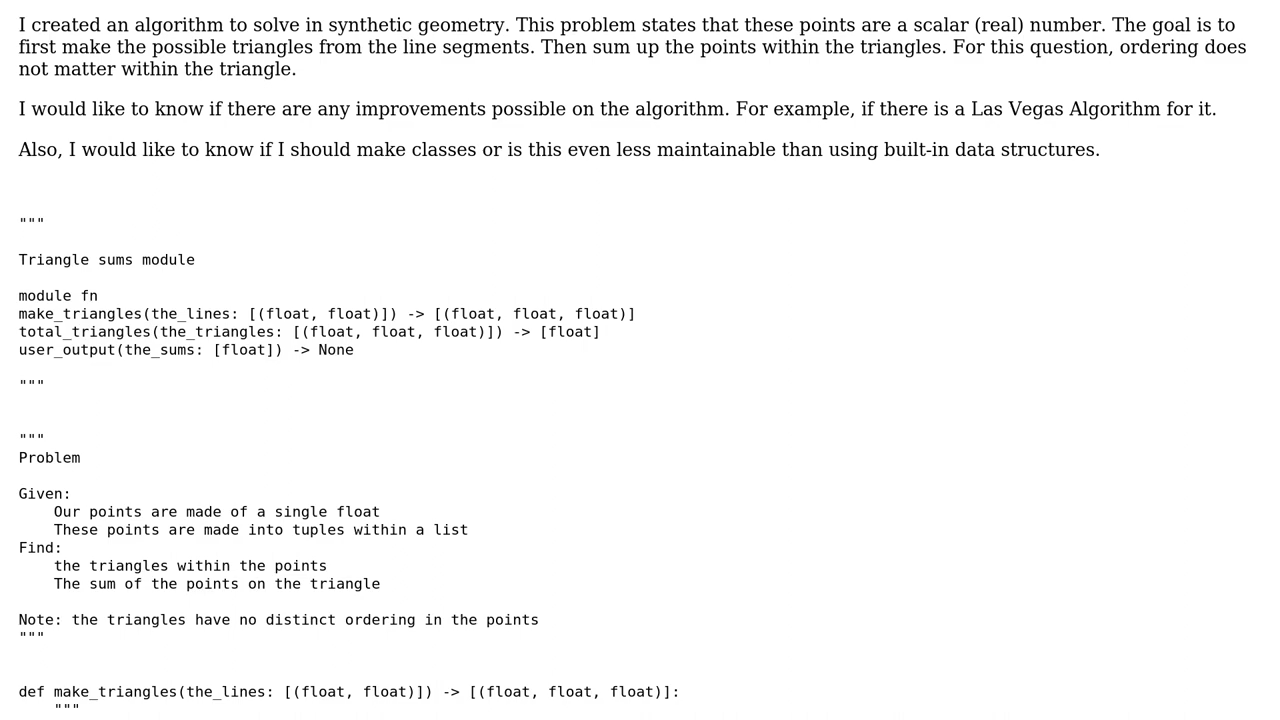 I created an algorithm to solve in synthetic geometry. This problem states that these points are a scalar (real) number. The goal is to
first make the possible triangles from the line segments. Then sum up the points within the triangles. For this question, ordering does
not matter within the triangle.
I would like to know if there are any improvements possible on the algorithm. For example, if there is a Las Vegas Algorithm for it.
Also, I would like to know if I should make classes or is this even less maintainable than using built-in data structures.
"""
Triangle sums module
module fn
make_triangles(the_lines: [(float, float)]) -> [(float, float, float)]
total_triangles(the_triangles: [(float, float, float)]) -> [float]
user_output(the_sums: [float]) -> None
"""
"""
Problem
Given:
    Our points are made of a single float
    These points are made into tuples within a list
Find:
    the triangles within the points
    The sum of the points on the triangle
Note: the triangles have no distinct ordering in the points
"""
def make_triangles(the_lines: [(float, float)]) -> [(float, float, float)]:
    """